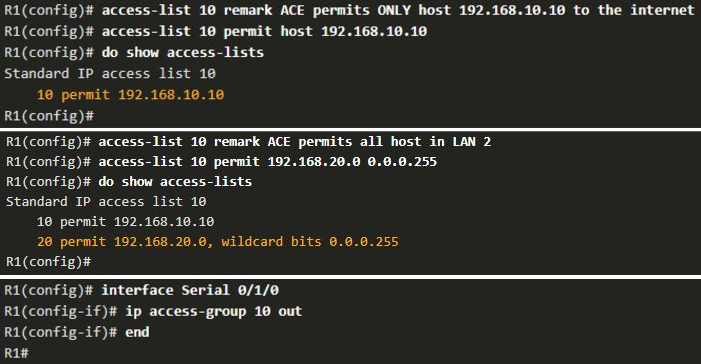 R1(config)# access-list 10 remark ACE permits ONLY host 192.168.10.10 to the internet
R1(config)# access-list 10 permit host 192.168.10.10
R1(config)# do show access-lists
Standard IP access list 10
    10 permit 192.168.10.10
R1(config)#
R1(config)# access-list 10 remark ACE permits all host in LAN 2
R1(config)# access-list 10 permit 192.168.20.0 0.0.0.255
R1(config)# do show access-lists
Standard IP access list 10
    10 permit 192.168.10.10
    20 permit 192.168.20.0, wildcard bits 0.0.0.255
R1(config)#
R1(config)# interface Serial 0/1/0
R1(config-if)# ip access-group 10 out
R1(config-if)# end
R1#